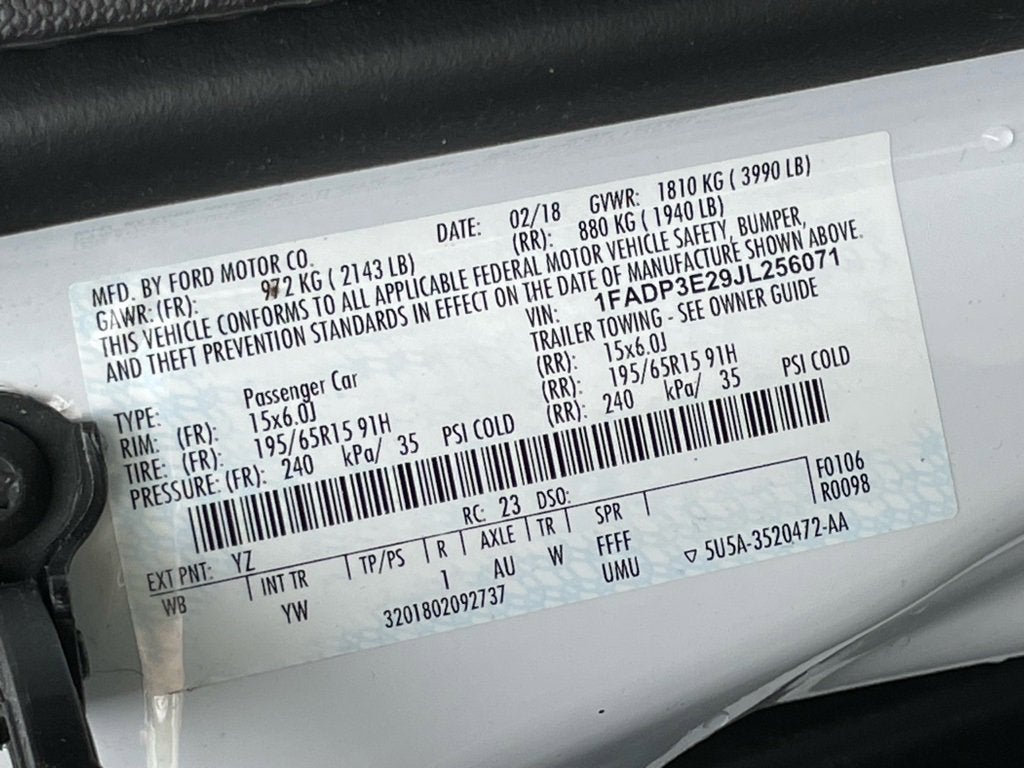 MFD. BY FORD MOTOR CO. DATE: 02/18 GVWR: 1810 KG ( 3990 LB)
GAWR: (FR): 972 KG ( 2143 LB) (RR): 880 KG ( 1940 LB)
THIS VEHICLE CONFORMS TO ALL APPLICABLE FEDERAL MOTOR VEHICLE SAFETY, BUMPER,
AND THEFT PREVENTION STANDARDS IN EFFECT ON THE DATE OF MANUFACTURE SHOWN ABOVE.
VIN: 1FADP3E29JL256071
TYPE: Passenger Car TRAILER TOWING - SEE OWNER GUIDE
RIM: (FR): 15x6.0J (RR): 15x6.0J
TIRE: (FR): 195/65R15 91H (RR): 195/65R15 91H
PRESSURE: (FR): 240 kPa/ 35 PSI COLD (RR): 240 kPa/ 35 PSI COLD
EXT PNT: YZ RC: 23 DSO: F0106
WB INT TR TP/PS R AXLE TR SPR R0098
YW 1 AU W FFFF
3201802092737 UMU ▽ 5U5A-3520472-AA